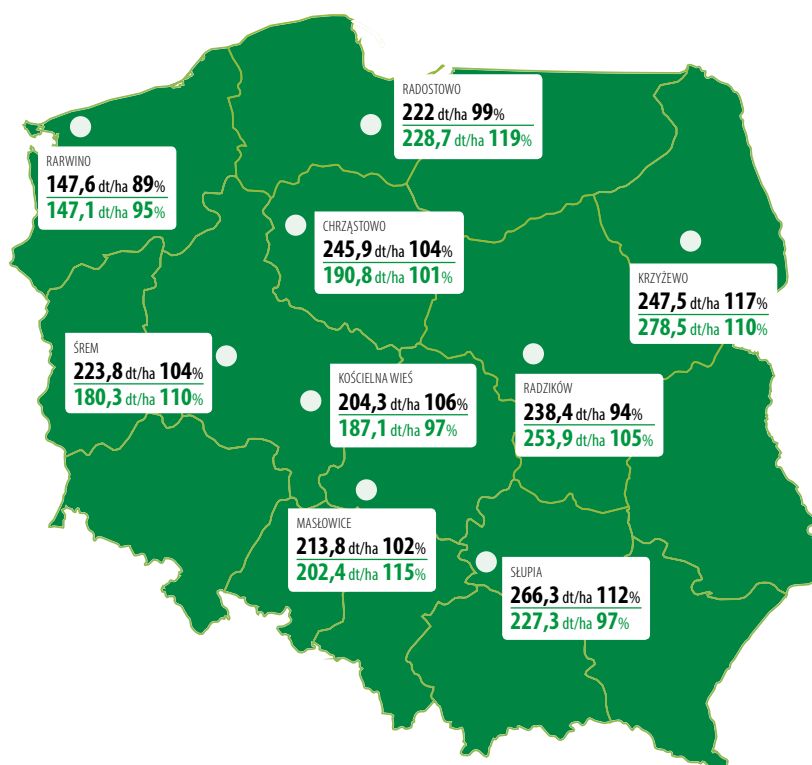 RADOSTOWO
222 dt/ha 99%
228,7 dt/ha 119%
RARWINO
147,6 dt/ha 89%
147,1 dt/ha 95%
CHRZĄSTOWO
245,9 dt/ha 104%
190,8 dt/ha 101%
KRZYŻEWO
247,5 dt/ha 117%
278,5 dt/ha 110%
ŚREM
223,8 dt/ha 104%
180,3 dt/ha 110%
KOŚCIELNA WIEŚ
204,3 dt/ha 106%
187,1 dt/ha 97%
RADZIKÓW
238,4 dt/ha 94%
253,9 dt/ha 105%
MASŁOWICE
213,8 dt/ha 102%
202,4 dt/ha 115%
SŁUPIA
266,3 dt/ha 112%
227,3 dt/ha 97%